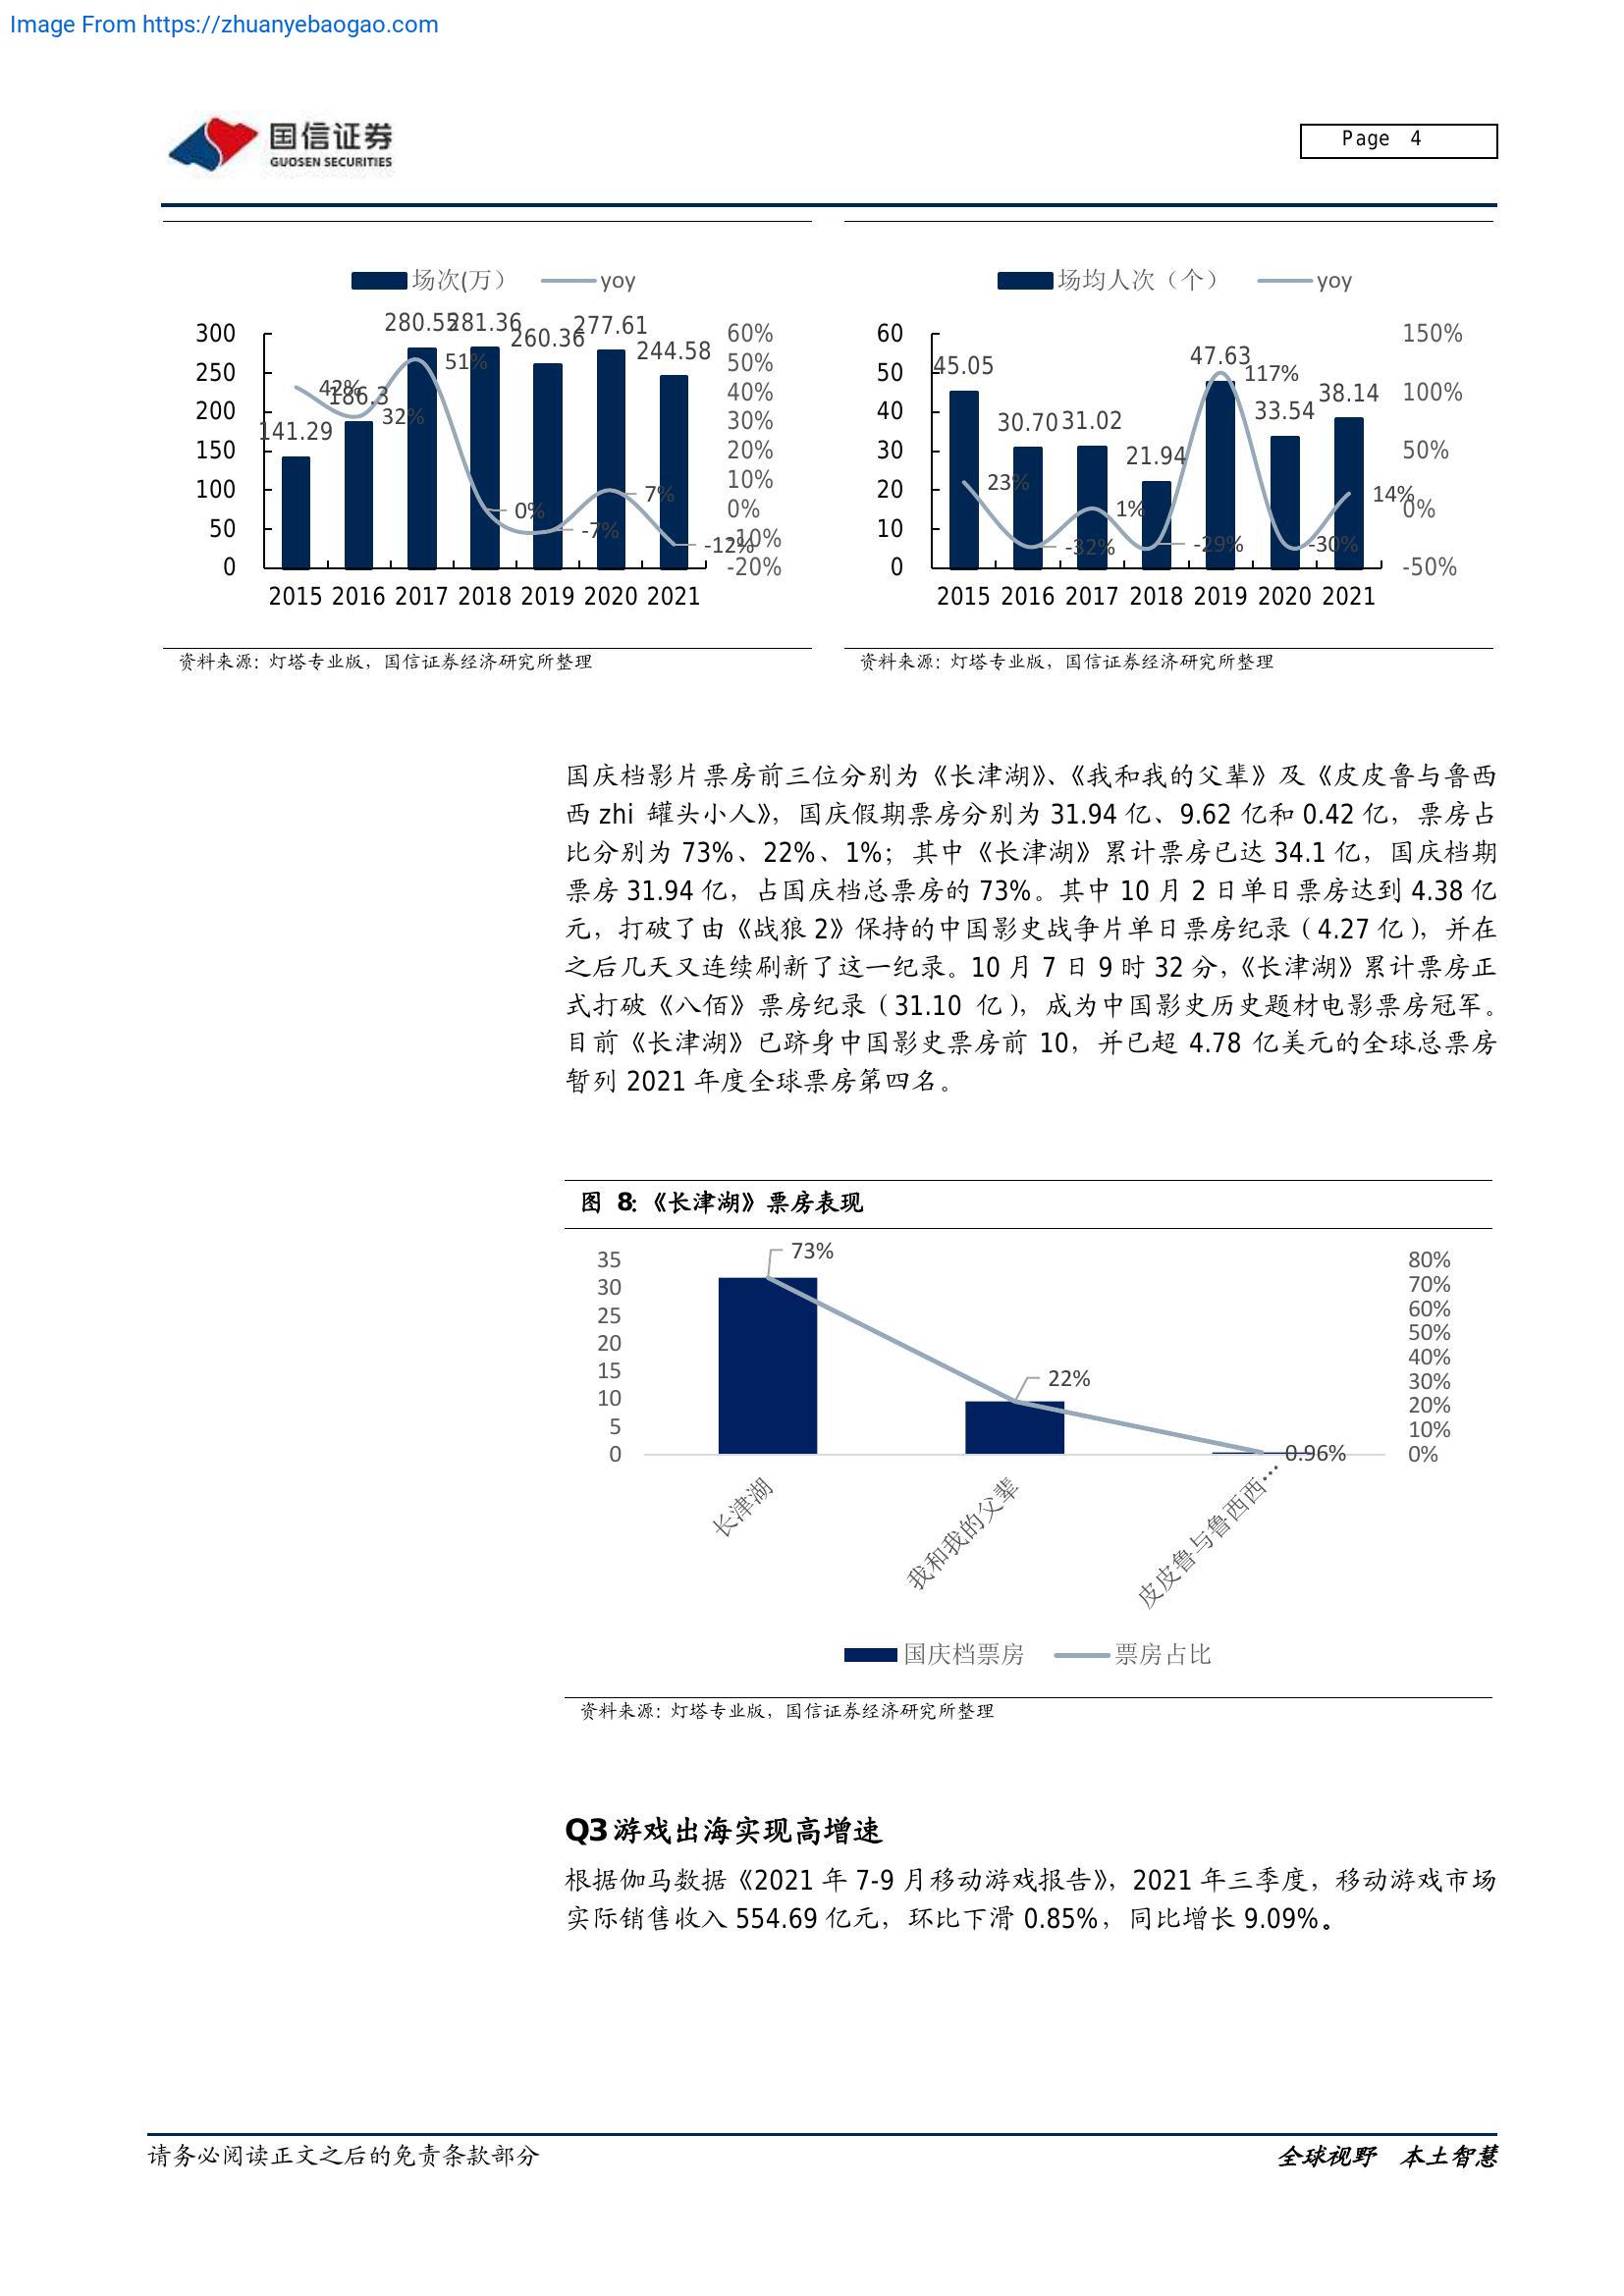 Image From https://zhuanyebaogao.com
国信证券
GUOSEN SECURITIES
Page 4
场次(万） yoy
300
250
200
150
100
50
0
60%
50%
40%
30%
20%
10%
0%
-10%
-20%
141.29
186.3
280.55
281.36
260.36
277.61
244.58
42%
32%
51%
0%
-7%
7%
-12%
2015 2016 2017 2018 2019 2020 2021
资料来源：灯塔专业版，国信证券经济研究所整理
场均人次（个） yoy
60
50
40
30
20
10
0
150%
100%
50%
0%
-50%
45.05
30.70
31.02
21.94
47.63
33.54
38.14
23%
-32%
1%
-29%
117%
-30%
14%
2015 2016 2017 2018 2019 2020 2021
资料来源：灯塔专业版，国信证券经济研究所整理
国庆档影片票房前三位分别为《长津湖》、《我和我的父辈》及《皮皮鲁与鲁西
西 zhi 罐头小人》，国庆假期票房分别为 31.94 亿、9.62 亿和 0.42 亿，票房占
比分别为 73%、22%、1%；其中《长津湖》累计票房已达 34.1 亿，国庆档期
票房 31.94 亿，占国庆档总票房的 73%。其中 10 月 2 日单日票房达到 4.38 亿
元，打破了由《战狼 2》保持的中国影史战争片单日票房纪录（4.27 亿），并在
之后几天又连续刷新了这一纪录。10 月 7 日 9 时 32 分，《长津湖》累计票房正
式打破《八佰》票房纪录（31.10 亿），成为中国影史历史题材电影票房冠军。
目前《长津湖》已跻身中国影史票房前 10，并已超 4.78 亿美元的全球总票房
暂列 2021 年度全球票房第四名。
图 8：《长津湖》票房表现
35
30
25
20
15
10
5
0
80%
70%
60%
50%
40%
30%
20%
10%
0%
73%
22%
0.96%
长津湖
我和我的父辈
皮皮鲁与鲁西西…
国庆档票房 票房占比
资料来源：灯塔专业版，国信证券经济研究所整理
Q3 游戏出海实现高增速
根据伽马数据《2021 年 7-9 月移动游戏报告》，2021 年三季度，移动游戏市场
实际销售收入 554.69 亿元，环比下滑 0.85%，同比增长 9.09%。
请务必阅读正文之后的免责条款部分
全球视野 本土智慧